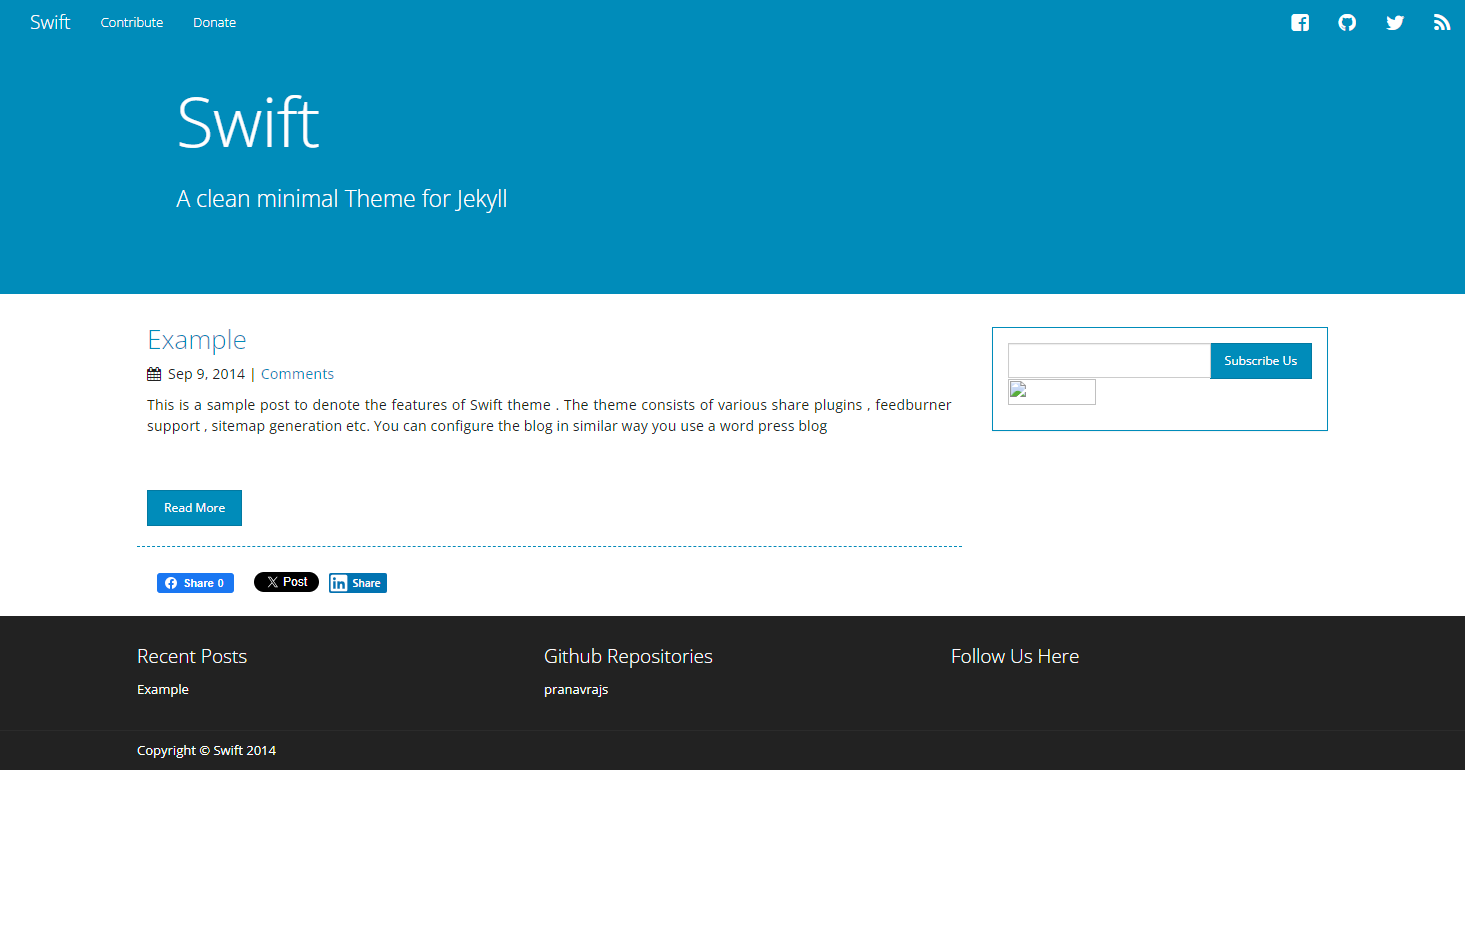 Swift Contribute Donate
Swift
A clean minimal Theme for Jekyll
Example
Sep 9, 2014 | Comments
This is a sample post to denote the features of Swift theme . The theme consists of various share plugins , feedburner
support , sitemap generation etc. You can configure the blog in similar way you use a word press blog
Read More
Subscribe Us
Share 0
Post
in Share
Recent Posts
Example
Github Repositories
pranavrajs
Follow Us Here
Copyright © Swift 2014